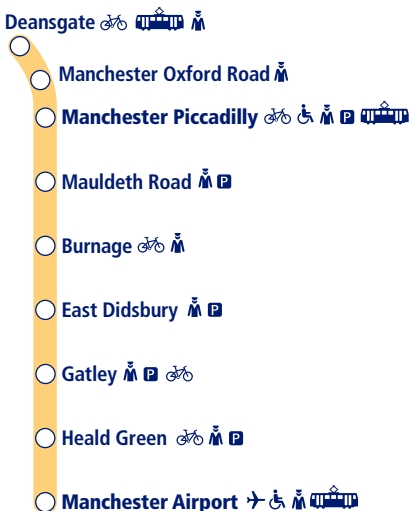 Deansgate
Manchester Oxford Road
Manchester Piccadilly P
Mauldeth Road P
Burnage
East Didsbury P
Gatley P
Heald Green P
Manchester Airport